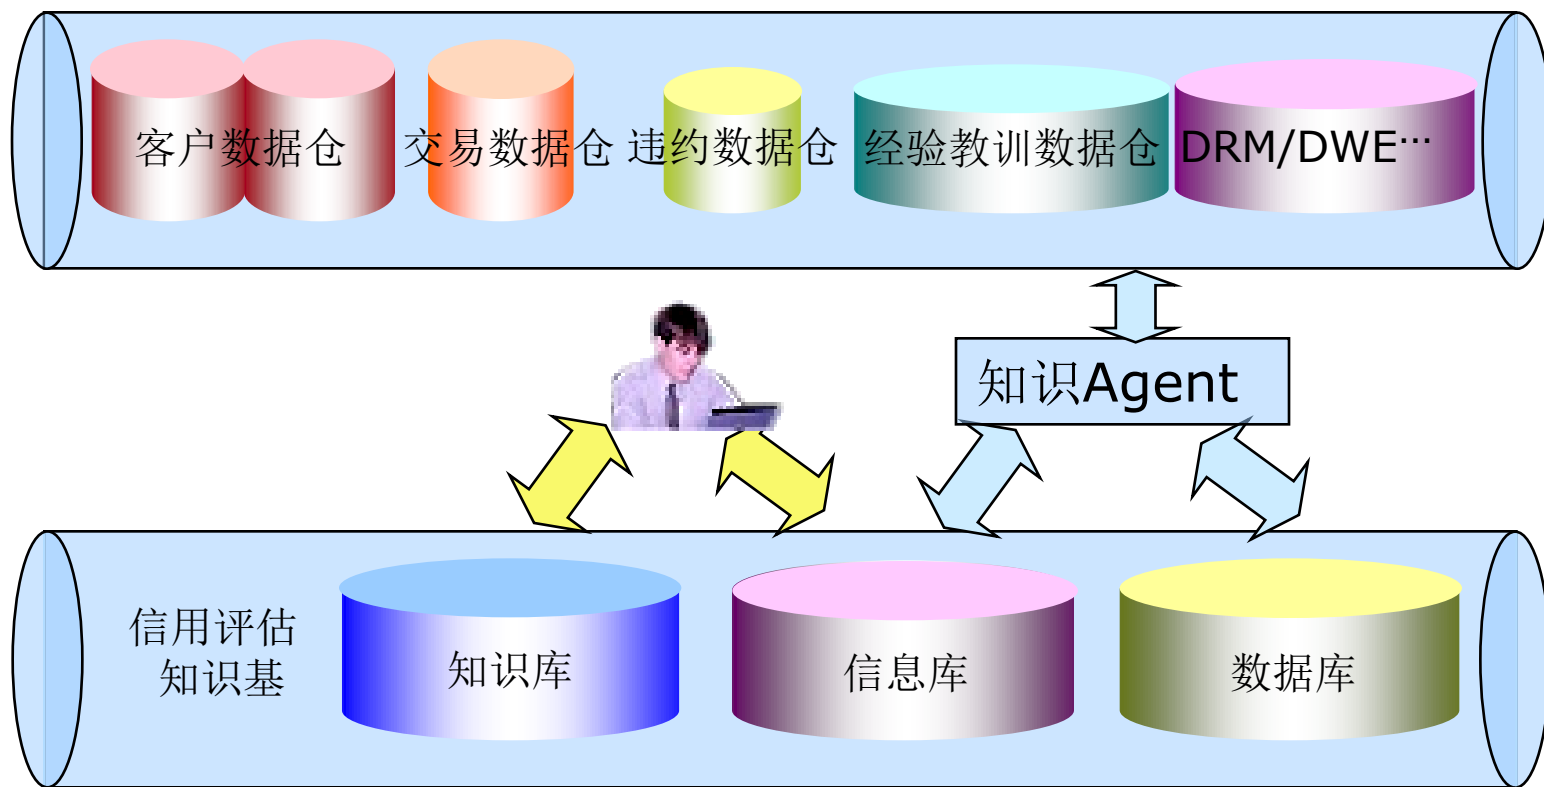 客户数据仓
交易数据仓
违约数据仓
经验教训数据仓
DRM/DWE…
知识Agent
信用评估
知识基
知识库
信息库
数据库